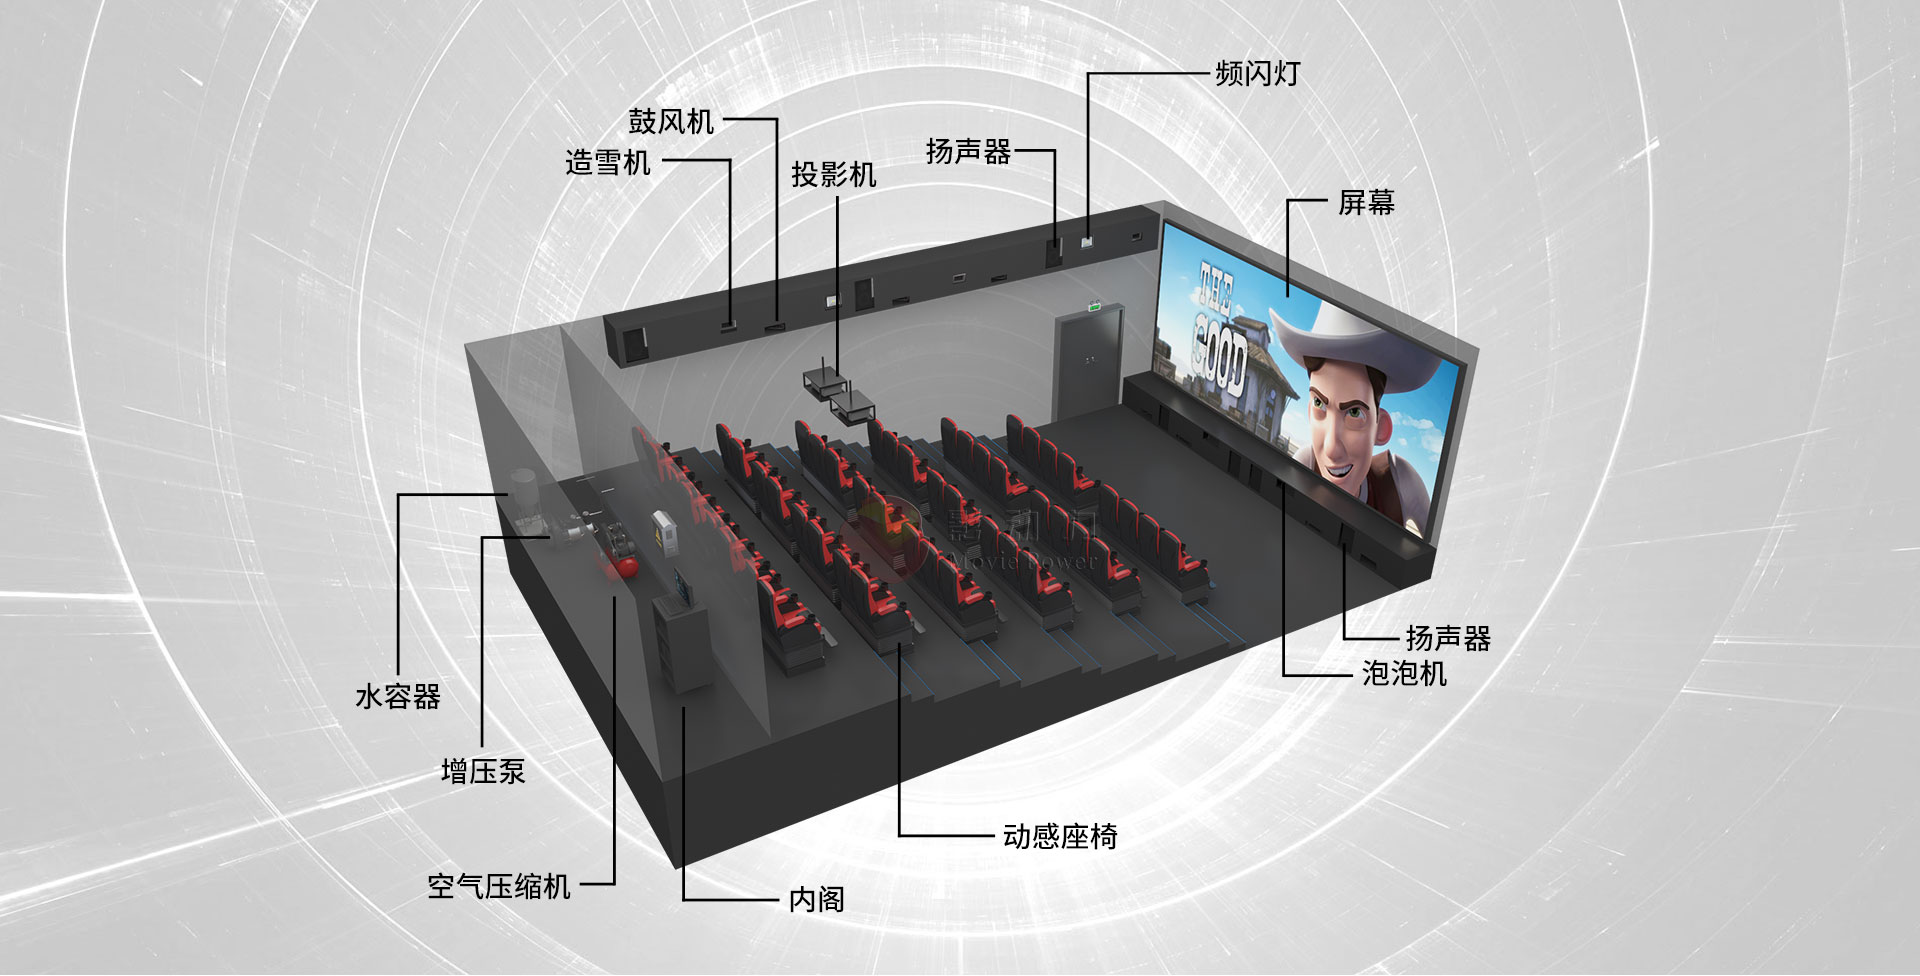 频闪灯
鼓风机
扬声器
造雪机
投影机
屏幕
THE
GOOD
影动力
Movie Power
扬声器
泡泡机
水容器
增压泵
动感座椅
空气压缩机
内阁